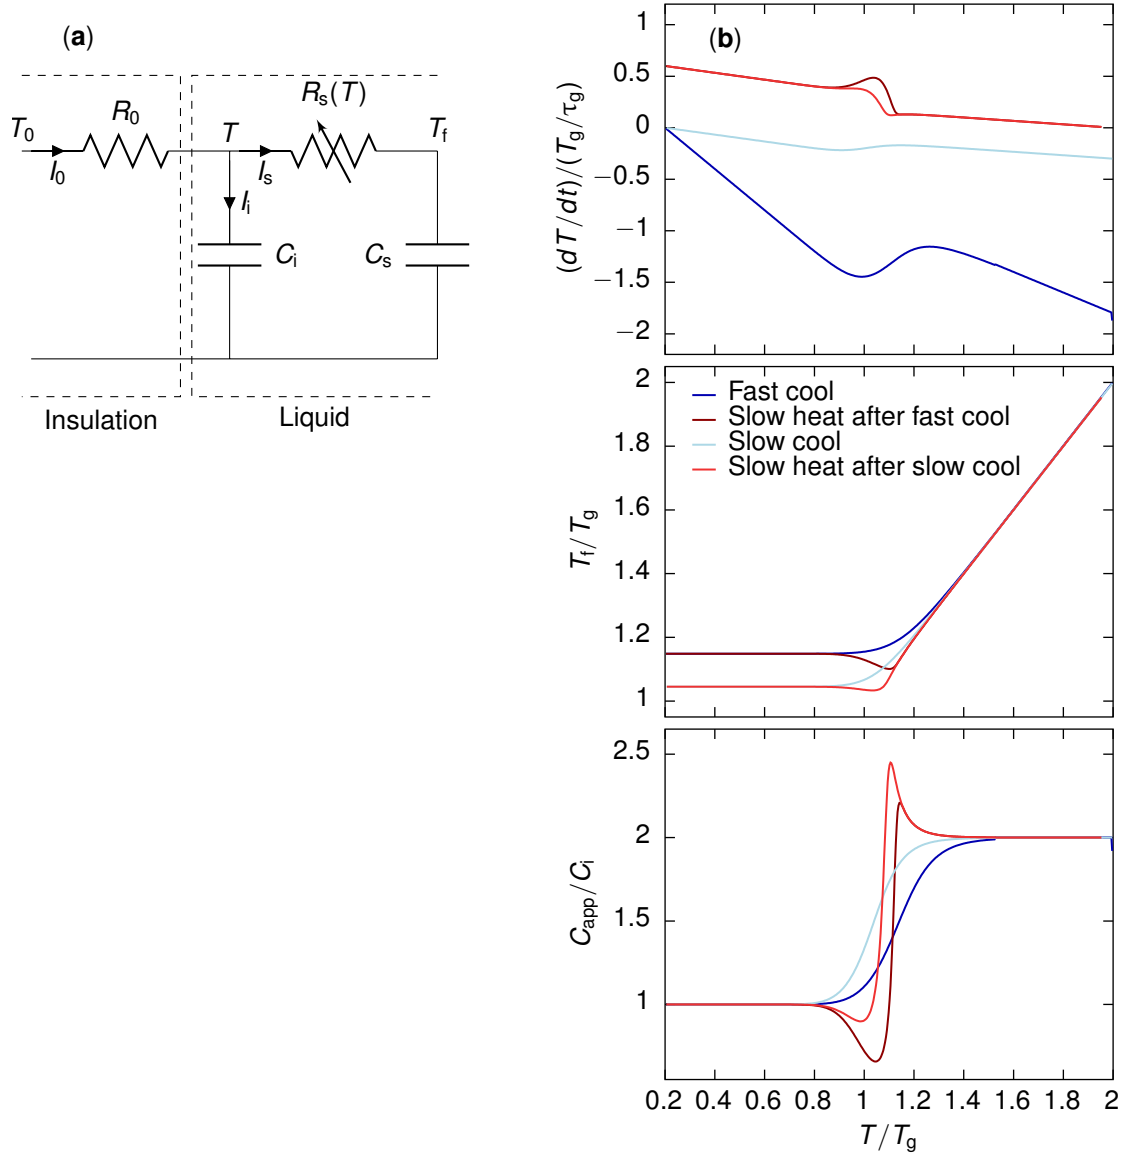 (a)
R0
Rs(T)
T0
T
Tf
I0
Is
Ii
Ci
Cs
Insulation
Liquid
(b)
1
0.5
0
−0.5
−1
−1.5
−2
(dT/dt)/(Tg/τg)
Fast cool
Slow heat after fast cool
Slow cool
Slow heat after slow cool
2
1.8
1.6
1.4
1.2
1
Tf/Tg
2.5
2
1.5
1
Capp/Ci
0.2 0.4 0.6 0.8 1 1.2 1.4 1.6 1.8 2
T/Tg